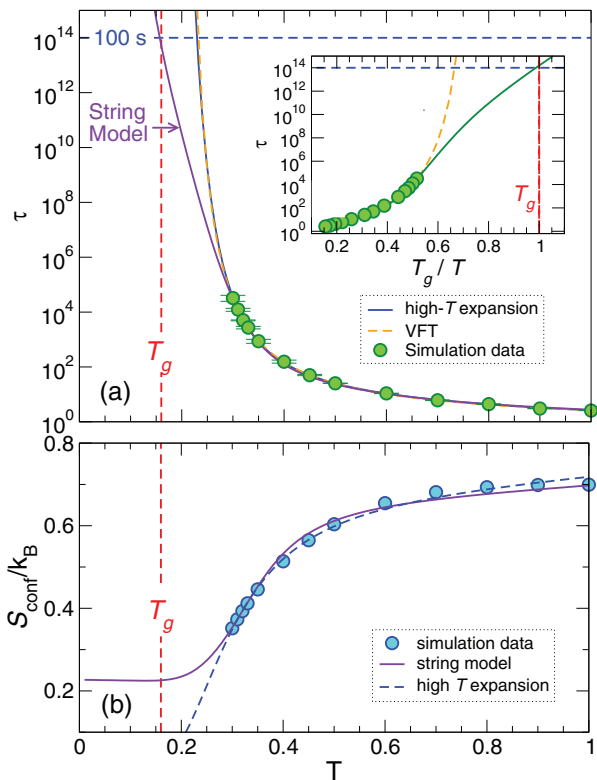 10^14
100 s
10^12
String
Model
10^10
τ
10^8
10^6
10^4
10^2
10^0
T_g
(a)
10^14
10^12
10^10
τ
10^8
10^6
10^4
10^2
10^0
T_g
0.2 0.4 0.6 0.8 1
T_g / T
high-T expansion
VFT
Simulation data
0.8
0.6
S_conf/k_B
0.4
0.2
T_g
(b)
simulation data
string model
high T expansion
0 0.2 0.4 0.6 0.8 1
T